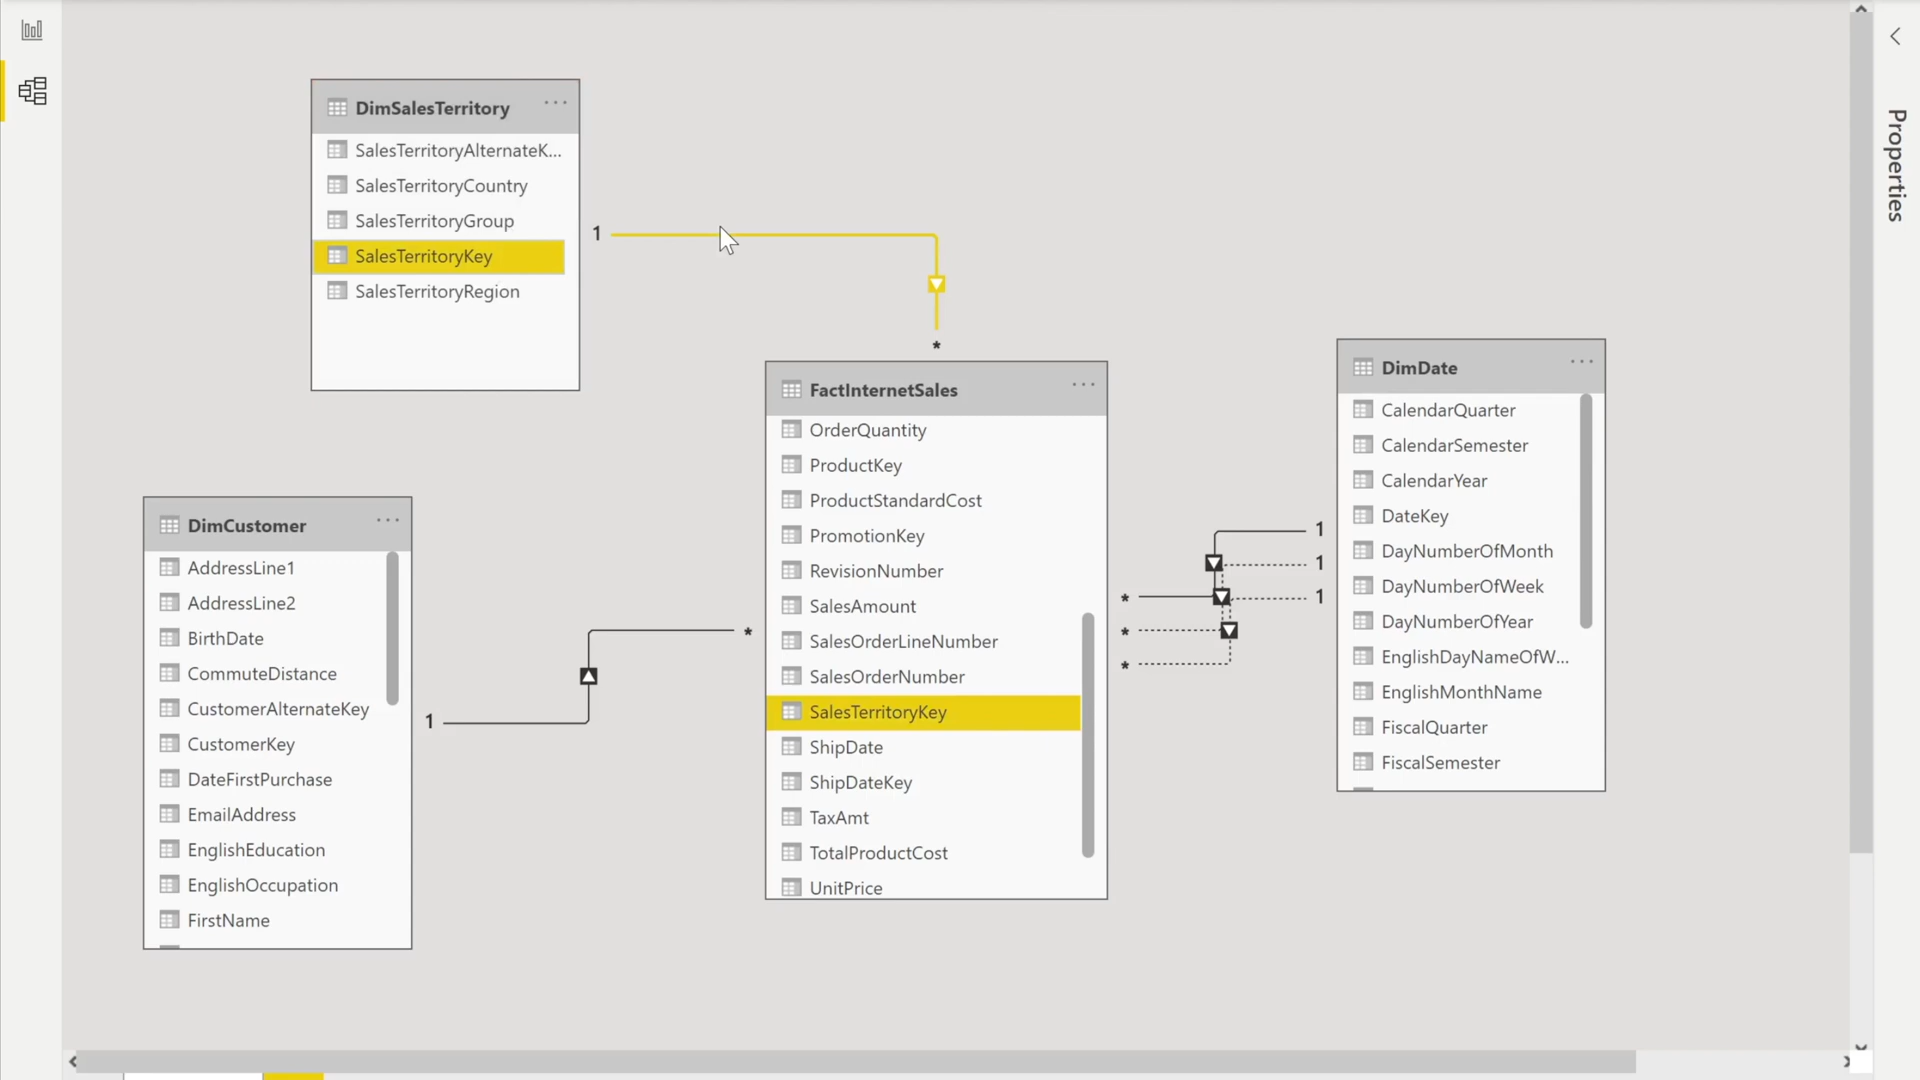 DimSalesTerritory
SalesTerritoryAlternateK...
SalesTerritoryCountry
SalesTerritoryGroup
SalesTerritoryKey
SalesTerritoryRegion
1
*
DimCustomer
AddressLine1
AddressLine2
BirthDate
CommuteDistance
CustomerAlternateKey
CustomerKey
DateFirstPurchase
EmailAddress
EnglishEducation
EnglishOccupation
FirstName
1
*
FactInternetSales
OrderQuantity
ProductKey
ProductStandardCost
PromotionKey
RevisionNumber
SalesAmount
SalesOrderLineNumber
SalesOrderNumber
SalesTerritoryKey
ShipDate
ShipDateKey
TaxAmt
TotalProductCost
UnitPrice
*
*
*
1
1
1
DimDate
CalendarQuarter
CalendarSemester
CalendarYear
DateKey
DayNumberOfMonth
DayNumberOfWeek
DayNumberOfYear
EnglishDayNameOfW...
EnglishMonthName
FiscalQuarter
FiscalSemester
Properties